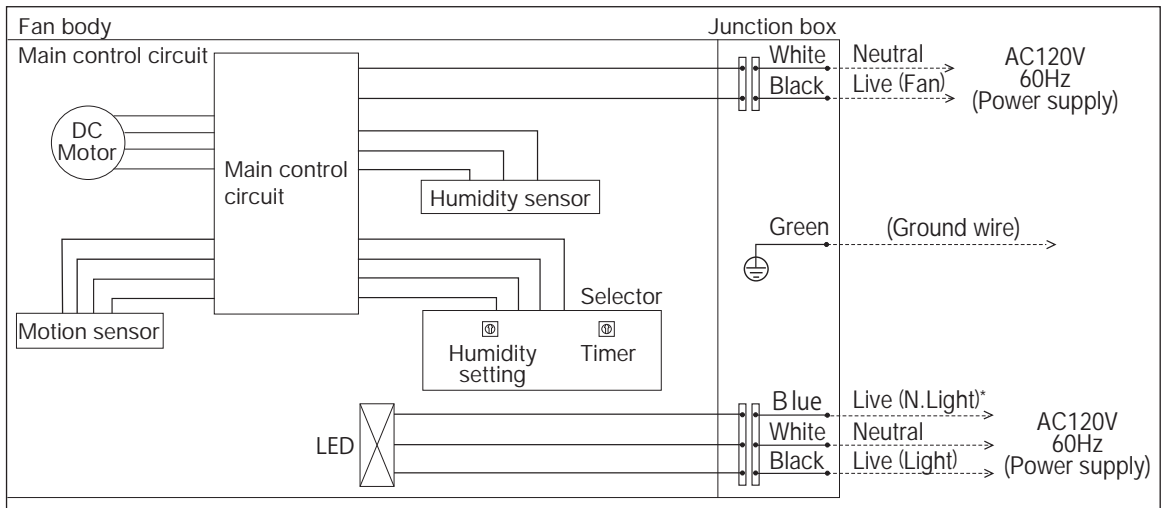 Fan body
Junction box
Main control circuit
White
Neutral
AC120V
60Hz
(Power supply)
Black
Live (Fan)
DC
Motor
Main control
circuit
Humidity sensor
Green
(Ground wire)
Selector
Motion sensor
Humidity
setting
Timer
Blue
Live (N.Light)*
AC120V
60Hz
(Power supply)
LED
White
Neutral
Black
Live (Light)